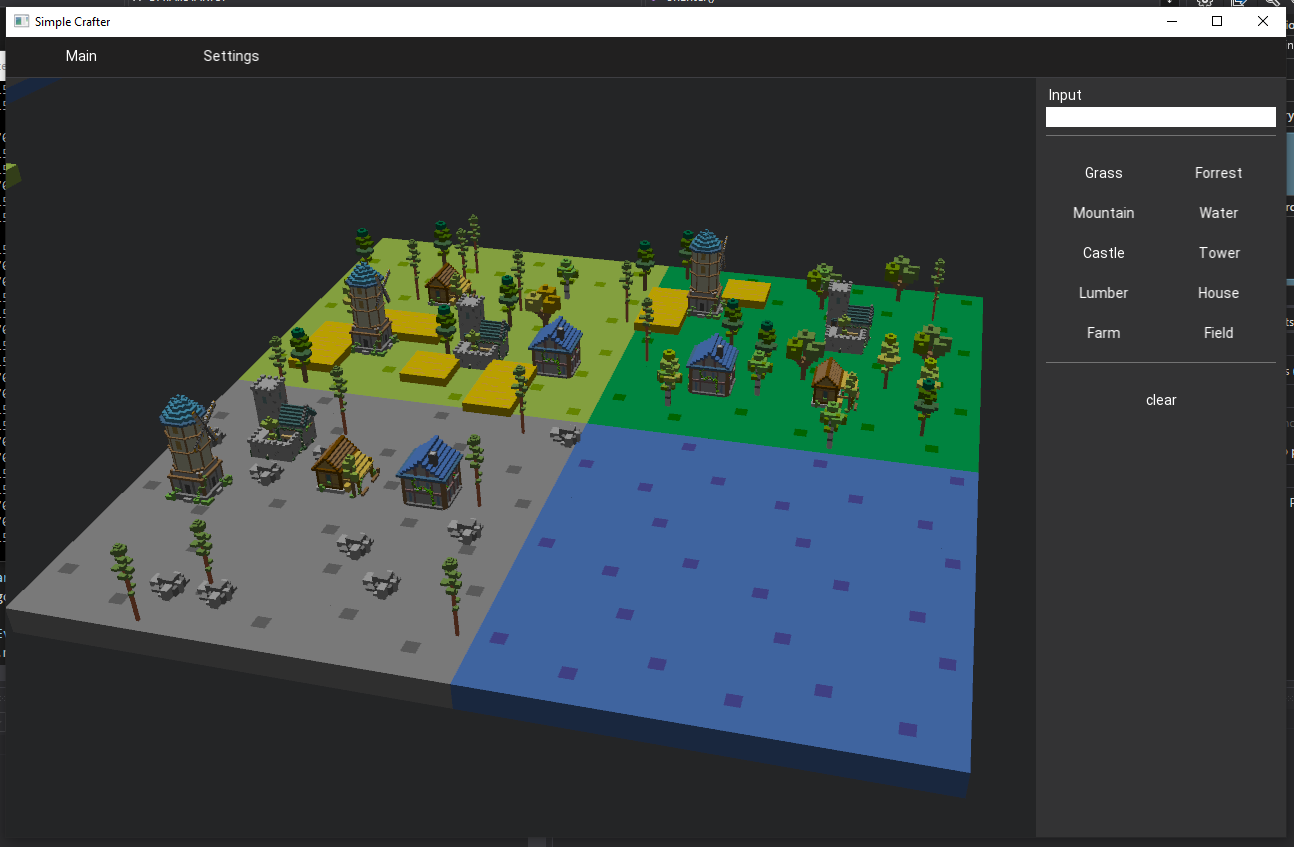 Simple Crafter
Main Settings
Input
Grass Forrest
Mountain Water
Castle Tower
Lumber House
Farm Field
clear